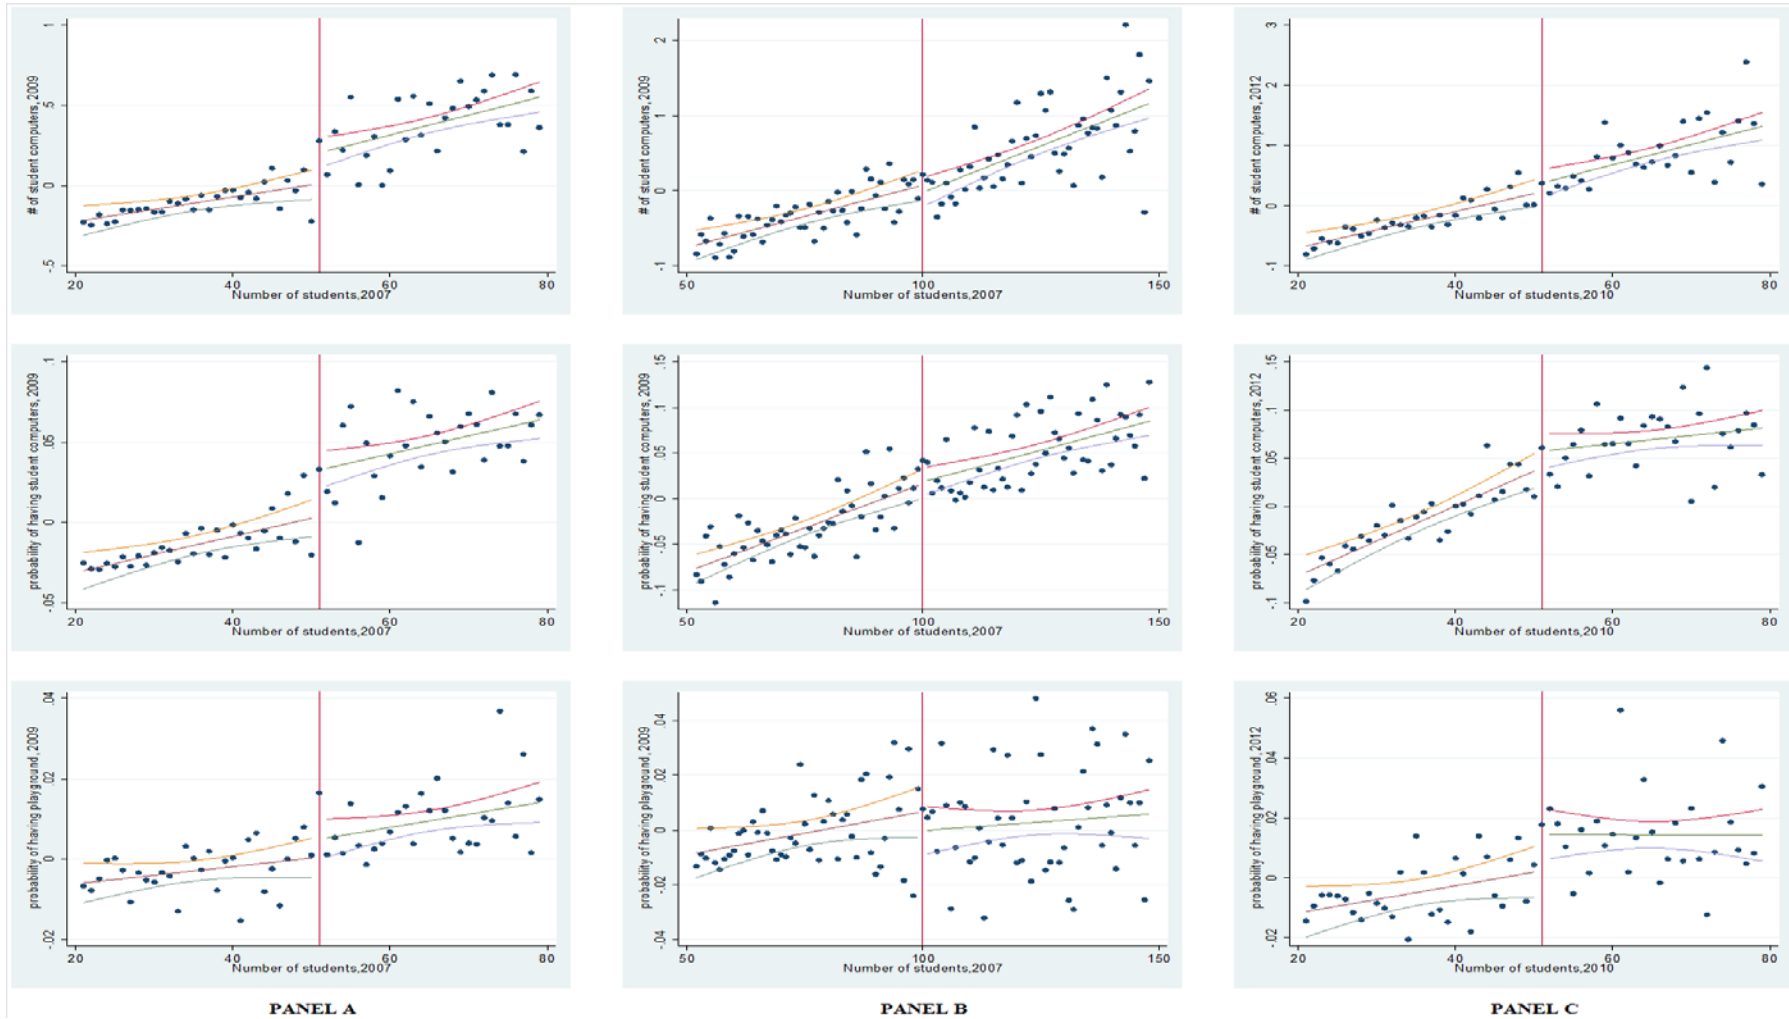 # of student computers, 2009
1
.5
0
-.5
20 40 60 80
Number of students,2007
# of student computers, 2009
2
1
0
-1
50 100 150
Number of students,2007
# of student computers, 2012
3
2
1
0
-1
20 40 60 80
Number of students,2010
probability of having student computers, 2009
.1
.05
0
-.05
20 40 60 80
Number of students,2007
probability of having student computers, 2009
.15
.1
.05
0
-.05
-.1
50 100 150
Number of students,2007
probability of having student computers, 2012
.15
.1
.05
0
-.05
-.1
20 40 60 80
Number of students,2010
probability of having playground, 2009
.04
.02
0
-.02
20 40 60 80
Number of students,2007
probability of having playground, 2009
.04
.02
0
-.02
-.04
50 100 150
Number of students,2007
probability of having playground, 2012
.06
.04
.02
0
-.02
20 40 60 80
Number of students,2010
PANEL A
PANEL B
PANEL C